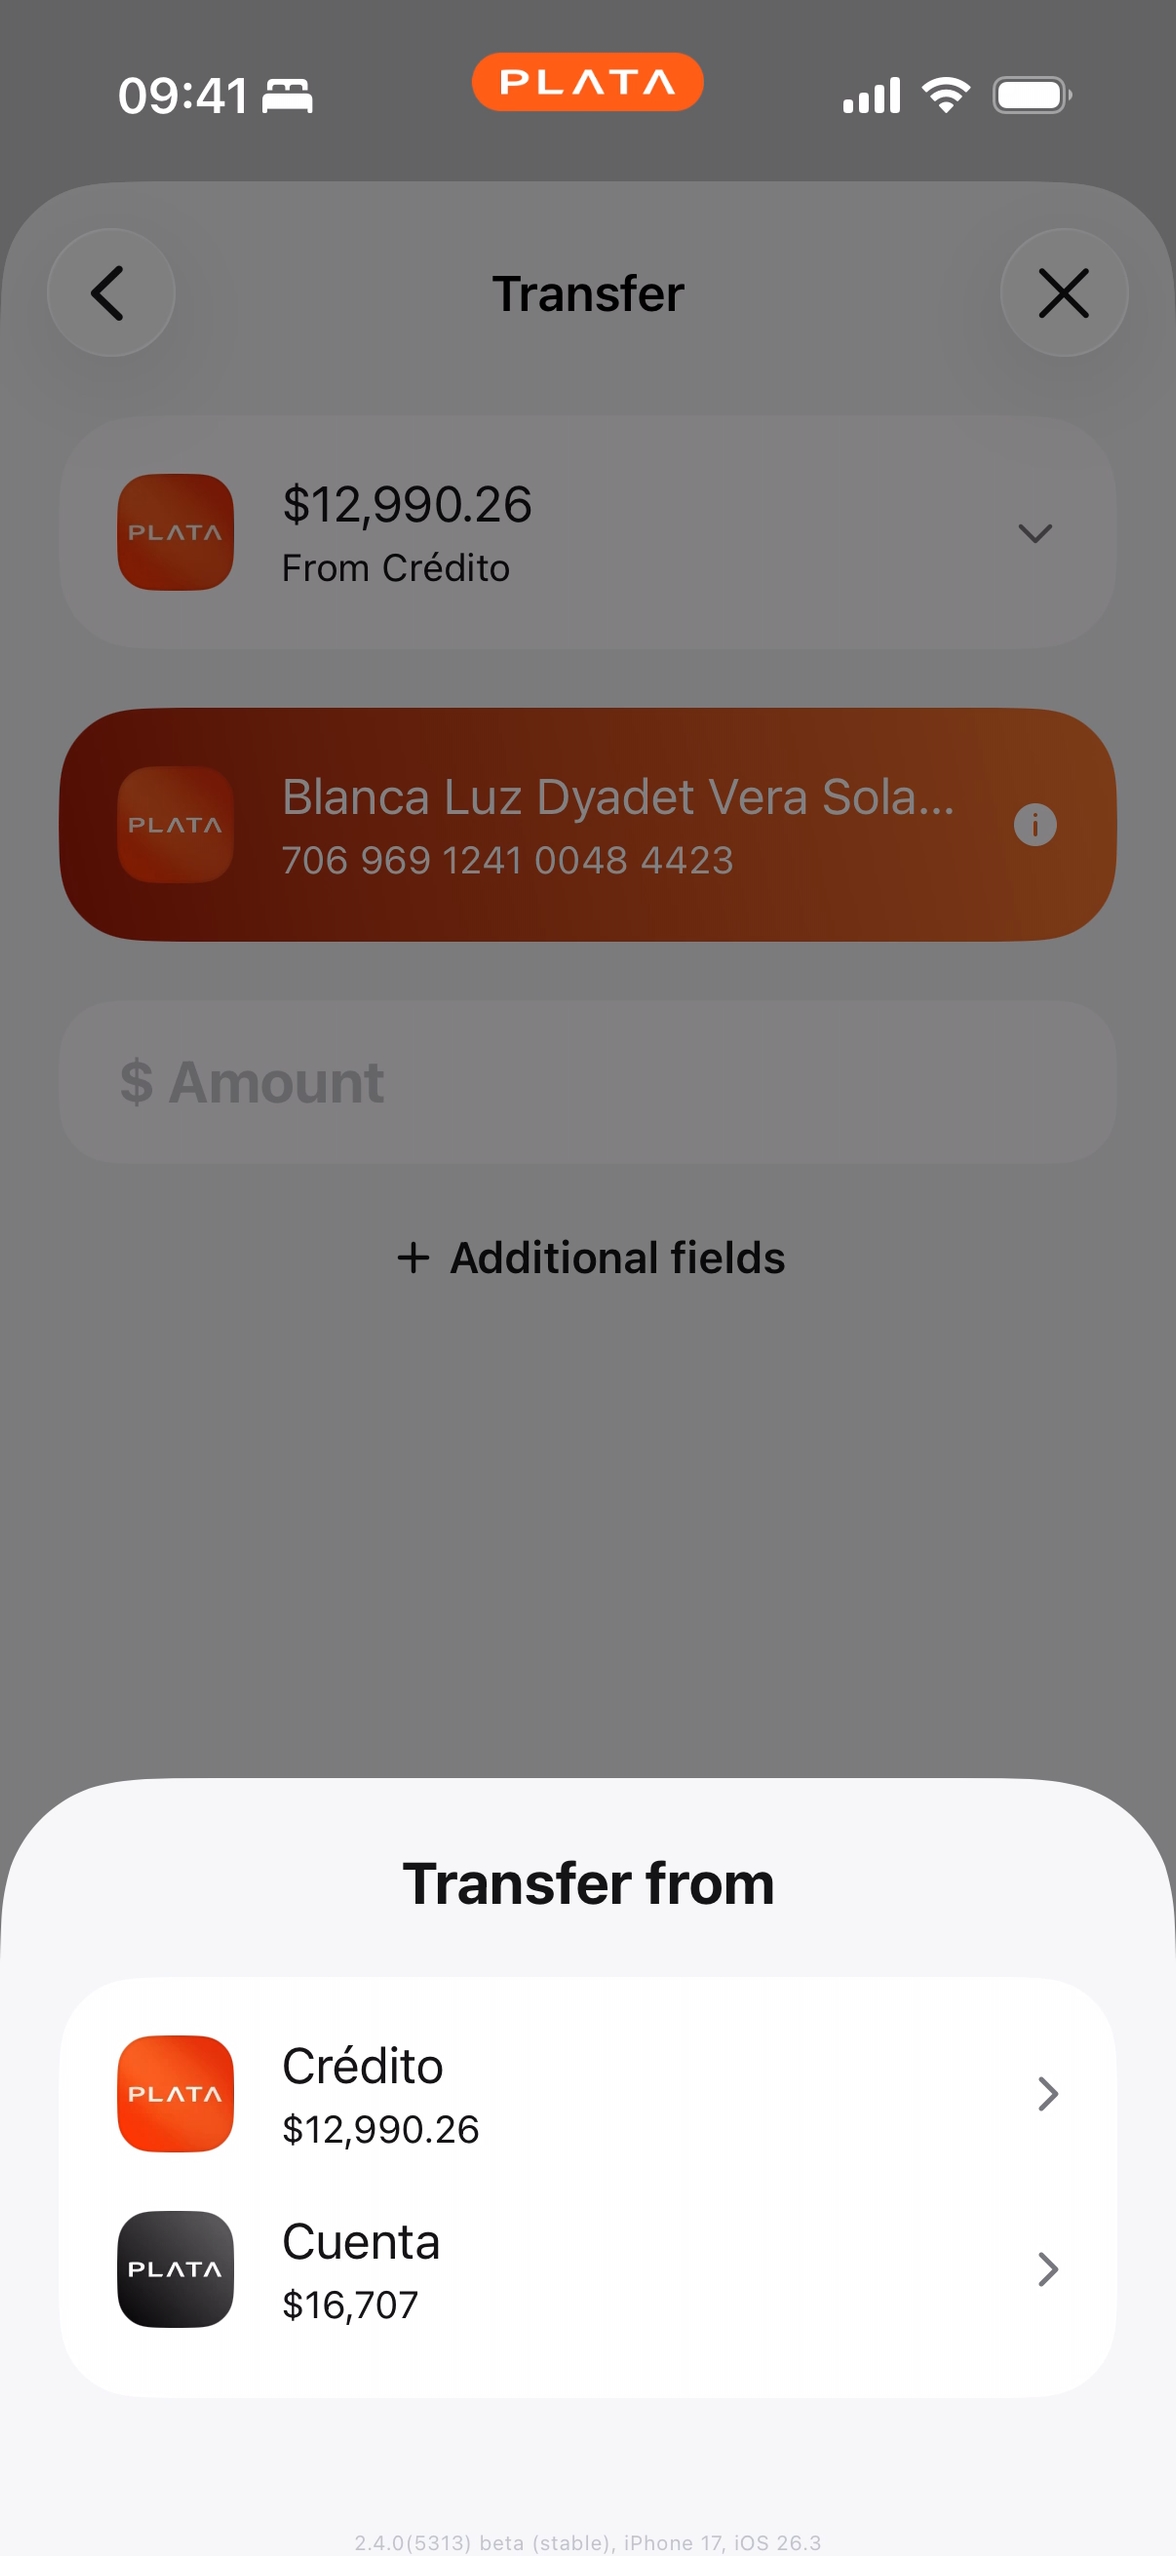 09:41
PLATA
Transfer
PLATA
$12,990.26
From Crédito
PLATA
Blanca Luz Dyadet Vera Sola...
706 969 1241 0048 4423
$ Amount
+ Additional fields
Transfer from
PLATA
Crédito
$12,990.26
PLATA
Cuenta
$16,707
2.4.0(5313) beta (stable), iPhone 17, iOS 26.3